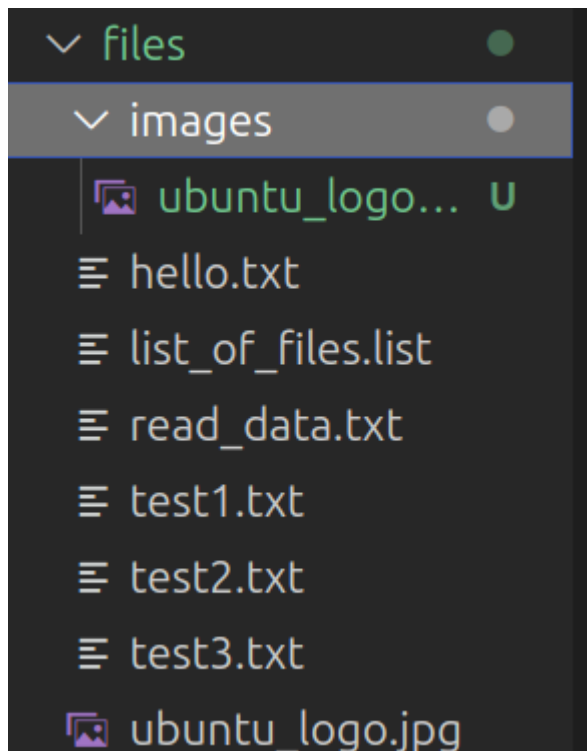 files
images
ubuntu_logo... U
hello.txt
list_of_files.list
read_data.txt
test1.txt
test2.txt
test3.txt
ubuntu_logo.jpg